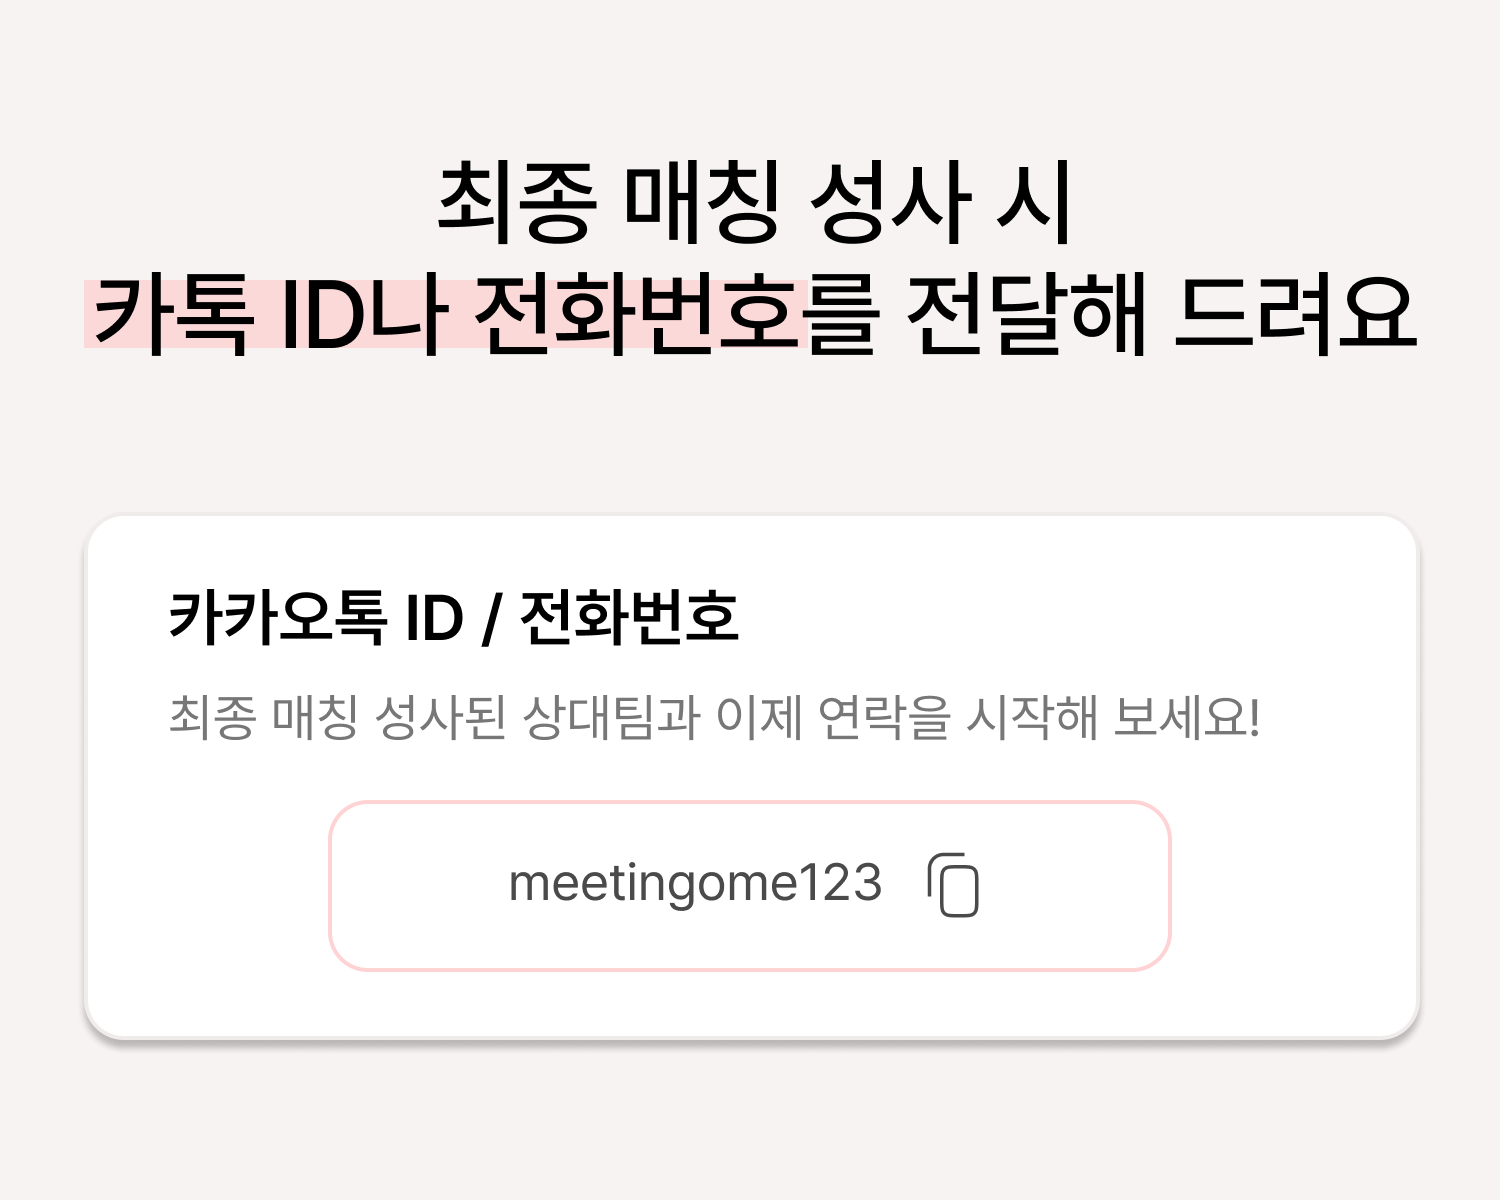 최종 매칭 성사 시
카톡 ID나 전화번호를 전달해 드려요
카카오톡 ID / 전화번호
최종 매칭 성사된 상대팀과 이제 연락을 시작해 보세요!
meetingome123